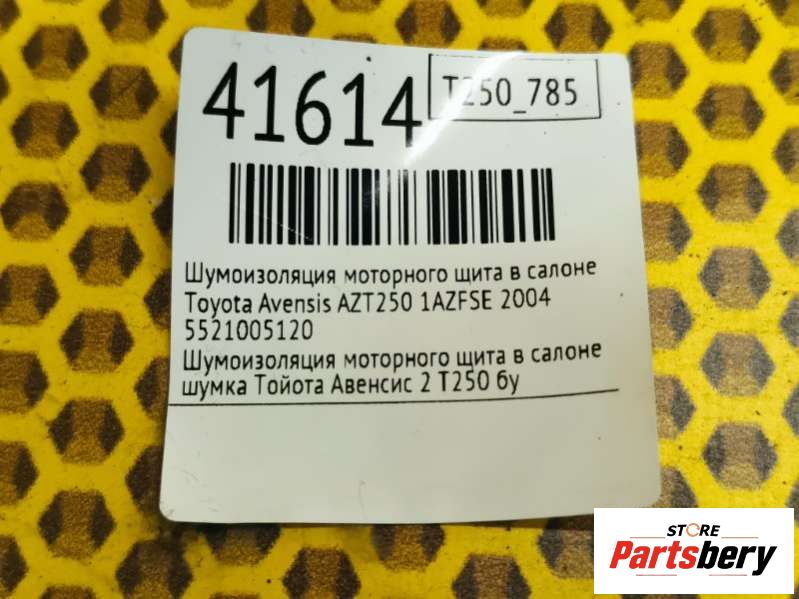 41614
T250_785
Шумоизоляция моторного щита в салоне
Toyota Avensis AZT250 1AZFSE 2004
5521005120
Шумоизоляция моторного щита в салоне
шумка Тойота Авенсис 2 Т250 бу
STORE
Partsbery